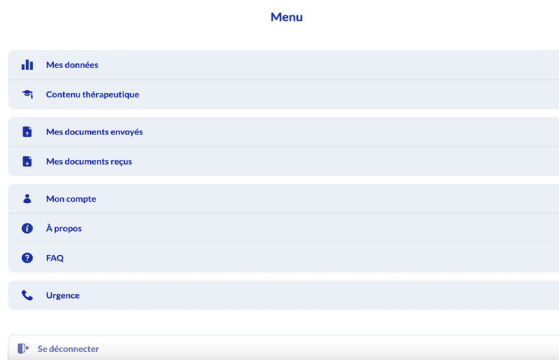 Menu
Mes données
Contenu thérapeutique
Mes documents envoyés
Mes documents reçus
Mon compte
À propos
FAQ
Urgence
Se déconnecter